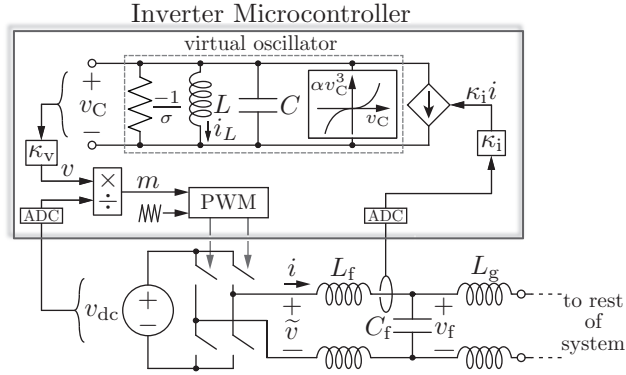 Inverter Microcontroller
virtual oscillator
+
v_C
−
−1/σ
L
i_L
C
αv_C^3
v_C
κ_i i
κ_v
κ_i
v
×
÷
m
PWM
ADC
ADC
v_dc
+
−
i
L_f
L_g
+
ṽ
−
C_f
+
v_f
−
to rest
of
system